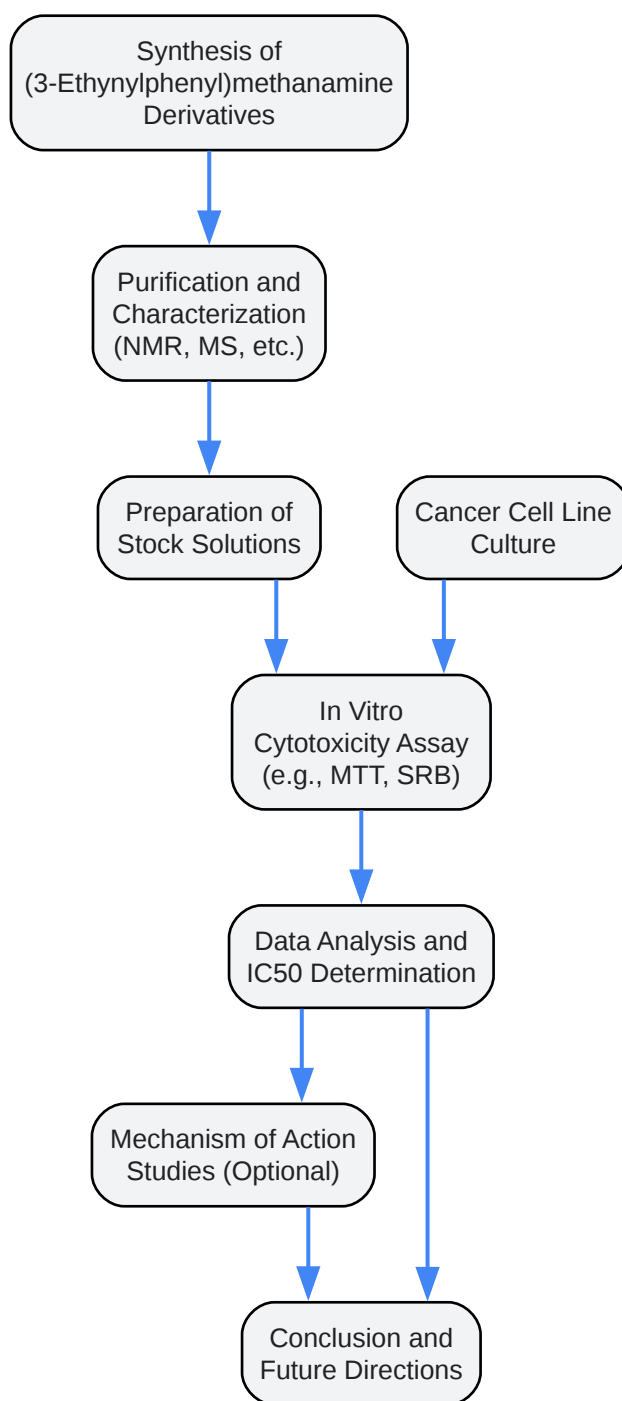 Synthesis of
(3-Ethynylphenyl)methanamine
Derivatives
Purification and
Characterization
(NMR, MS, etc.)
Preparation of
Stock Solutions
Cancer Cell Line
Culture
In Vitro
Cytotoxicity Assay
(e.g., MTT, SRB)
Data Analysis and
IC50 Determination
Mechanism of Action
Studies (Optional)
Conclusion and
Future Directions